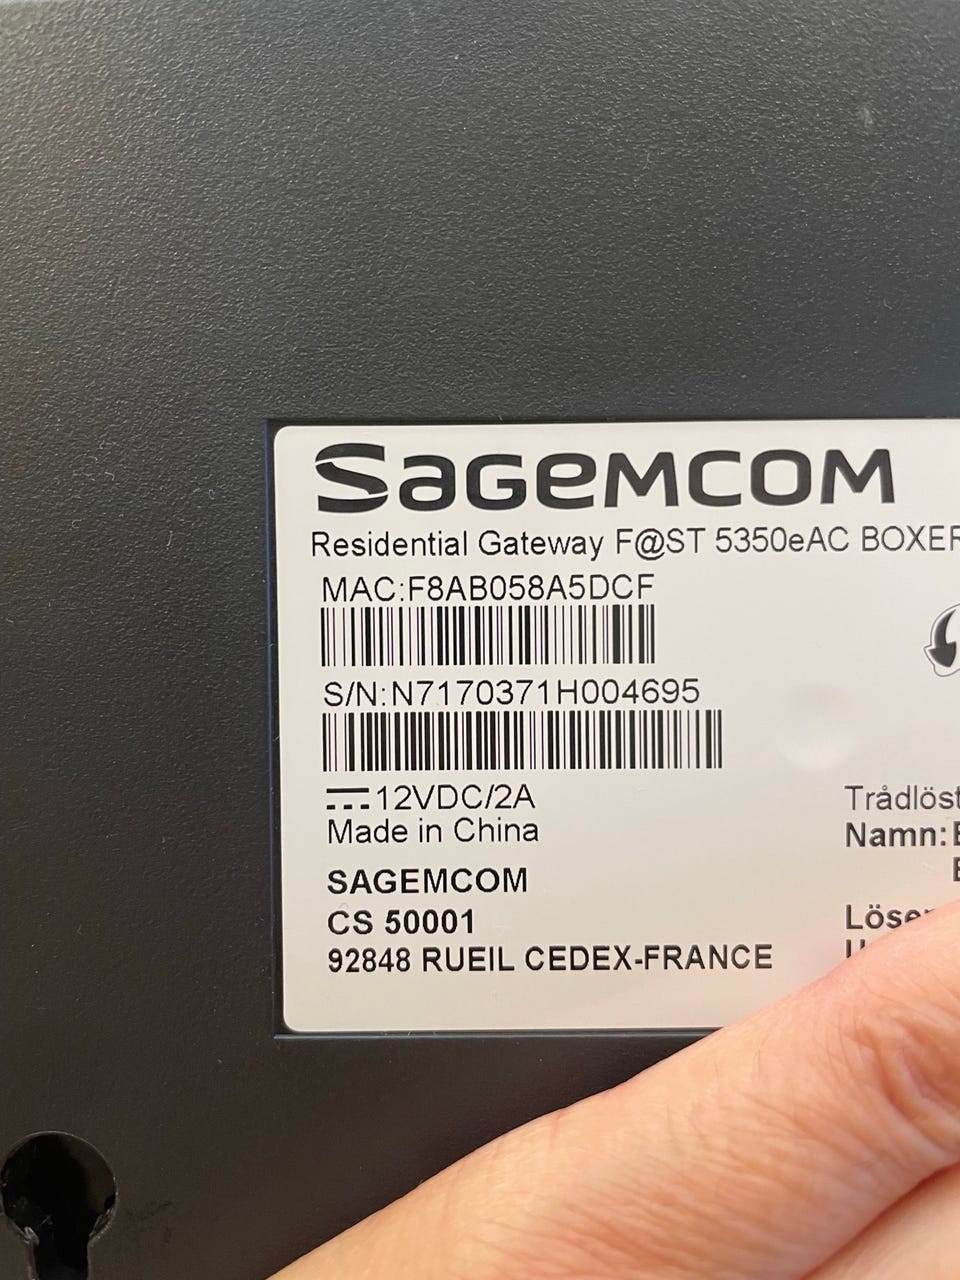 SAGEMCOM
Residential Gateway F@ST 5350eAC BOXER
MAC:F8AB058A5DCF
S/N:N7170371H004695
12VDC/2A
Made in China
SAGEMCOM
CS 50001
92848 RUEIL CEDEX-FRANCE
Trådlöst
Namn: